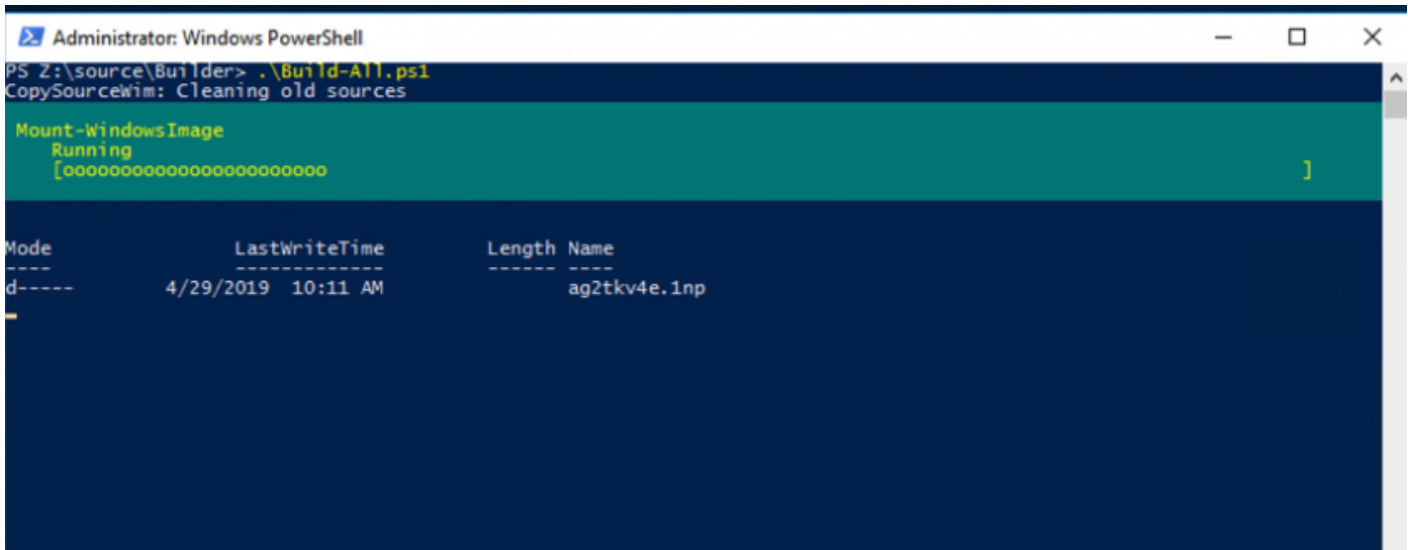 Administrator: Windows PowerShell
PS Z:\source\Builder> .\Build-All.ps1
CopySourceWim: Cleaning old sources
Mount-WindowsImage
Running
[ooooooooooooooooooooooo ]
Mode LastWriteTime Length Name
---- ------------- ------ ----
d----- 4/29/2019 10:11 AM ag2tkv4e.1np